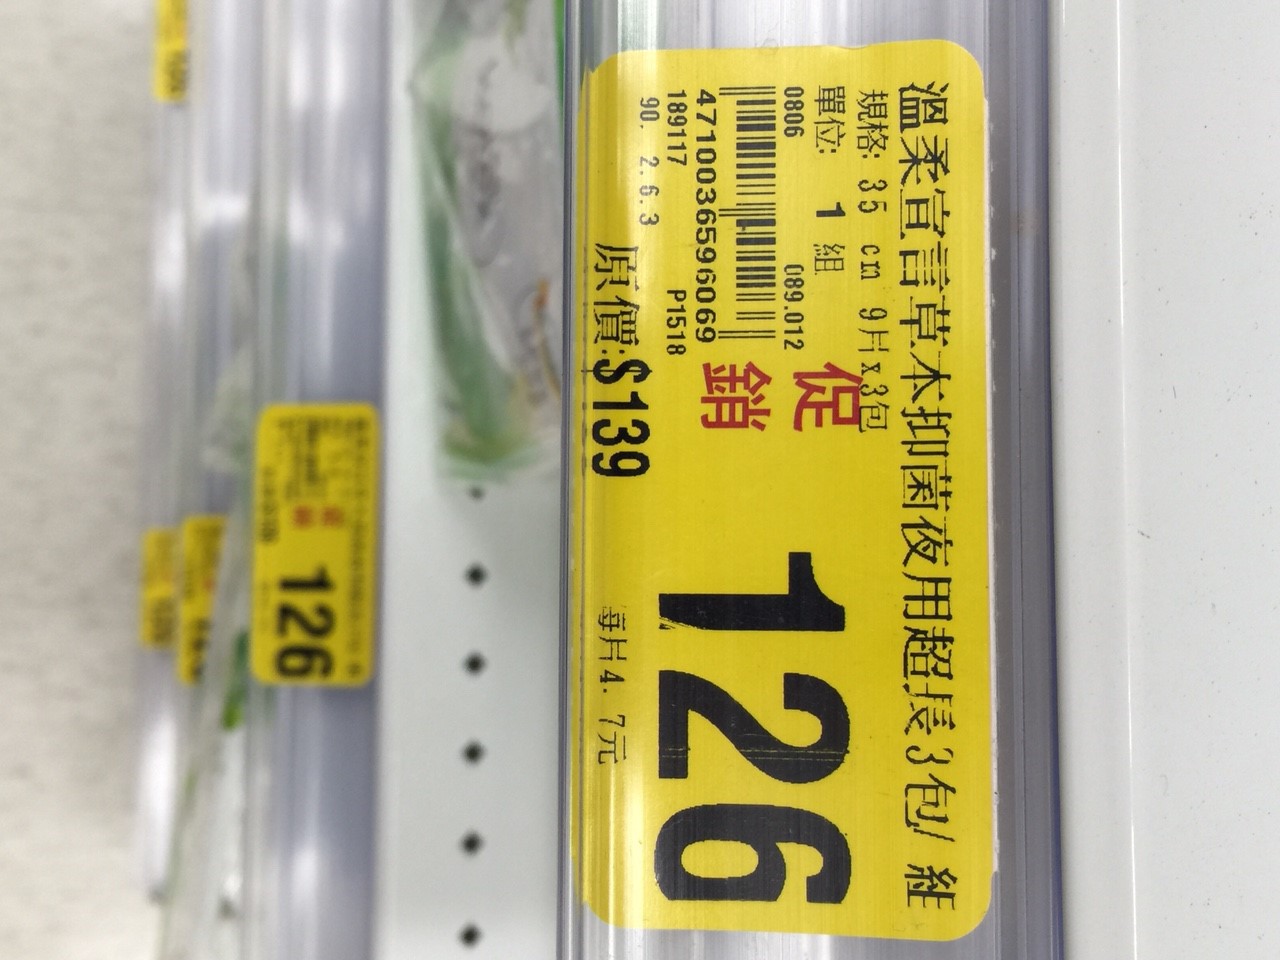 溫柔宣言草本抑菌夜用超長3包/組
規格: 35 cm 9片x3包
單位: 1 組
0806 089.012
促銷
4710036596069
189117 P1518
90. 2.6.3
原價:$139
126
每片4.7元
126